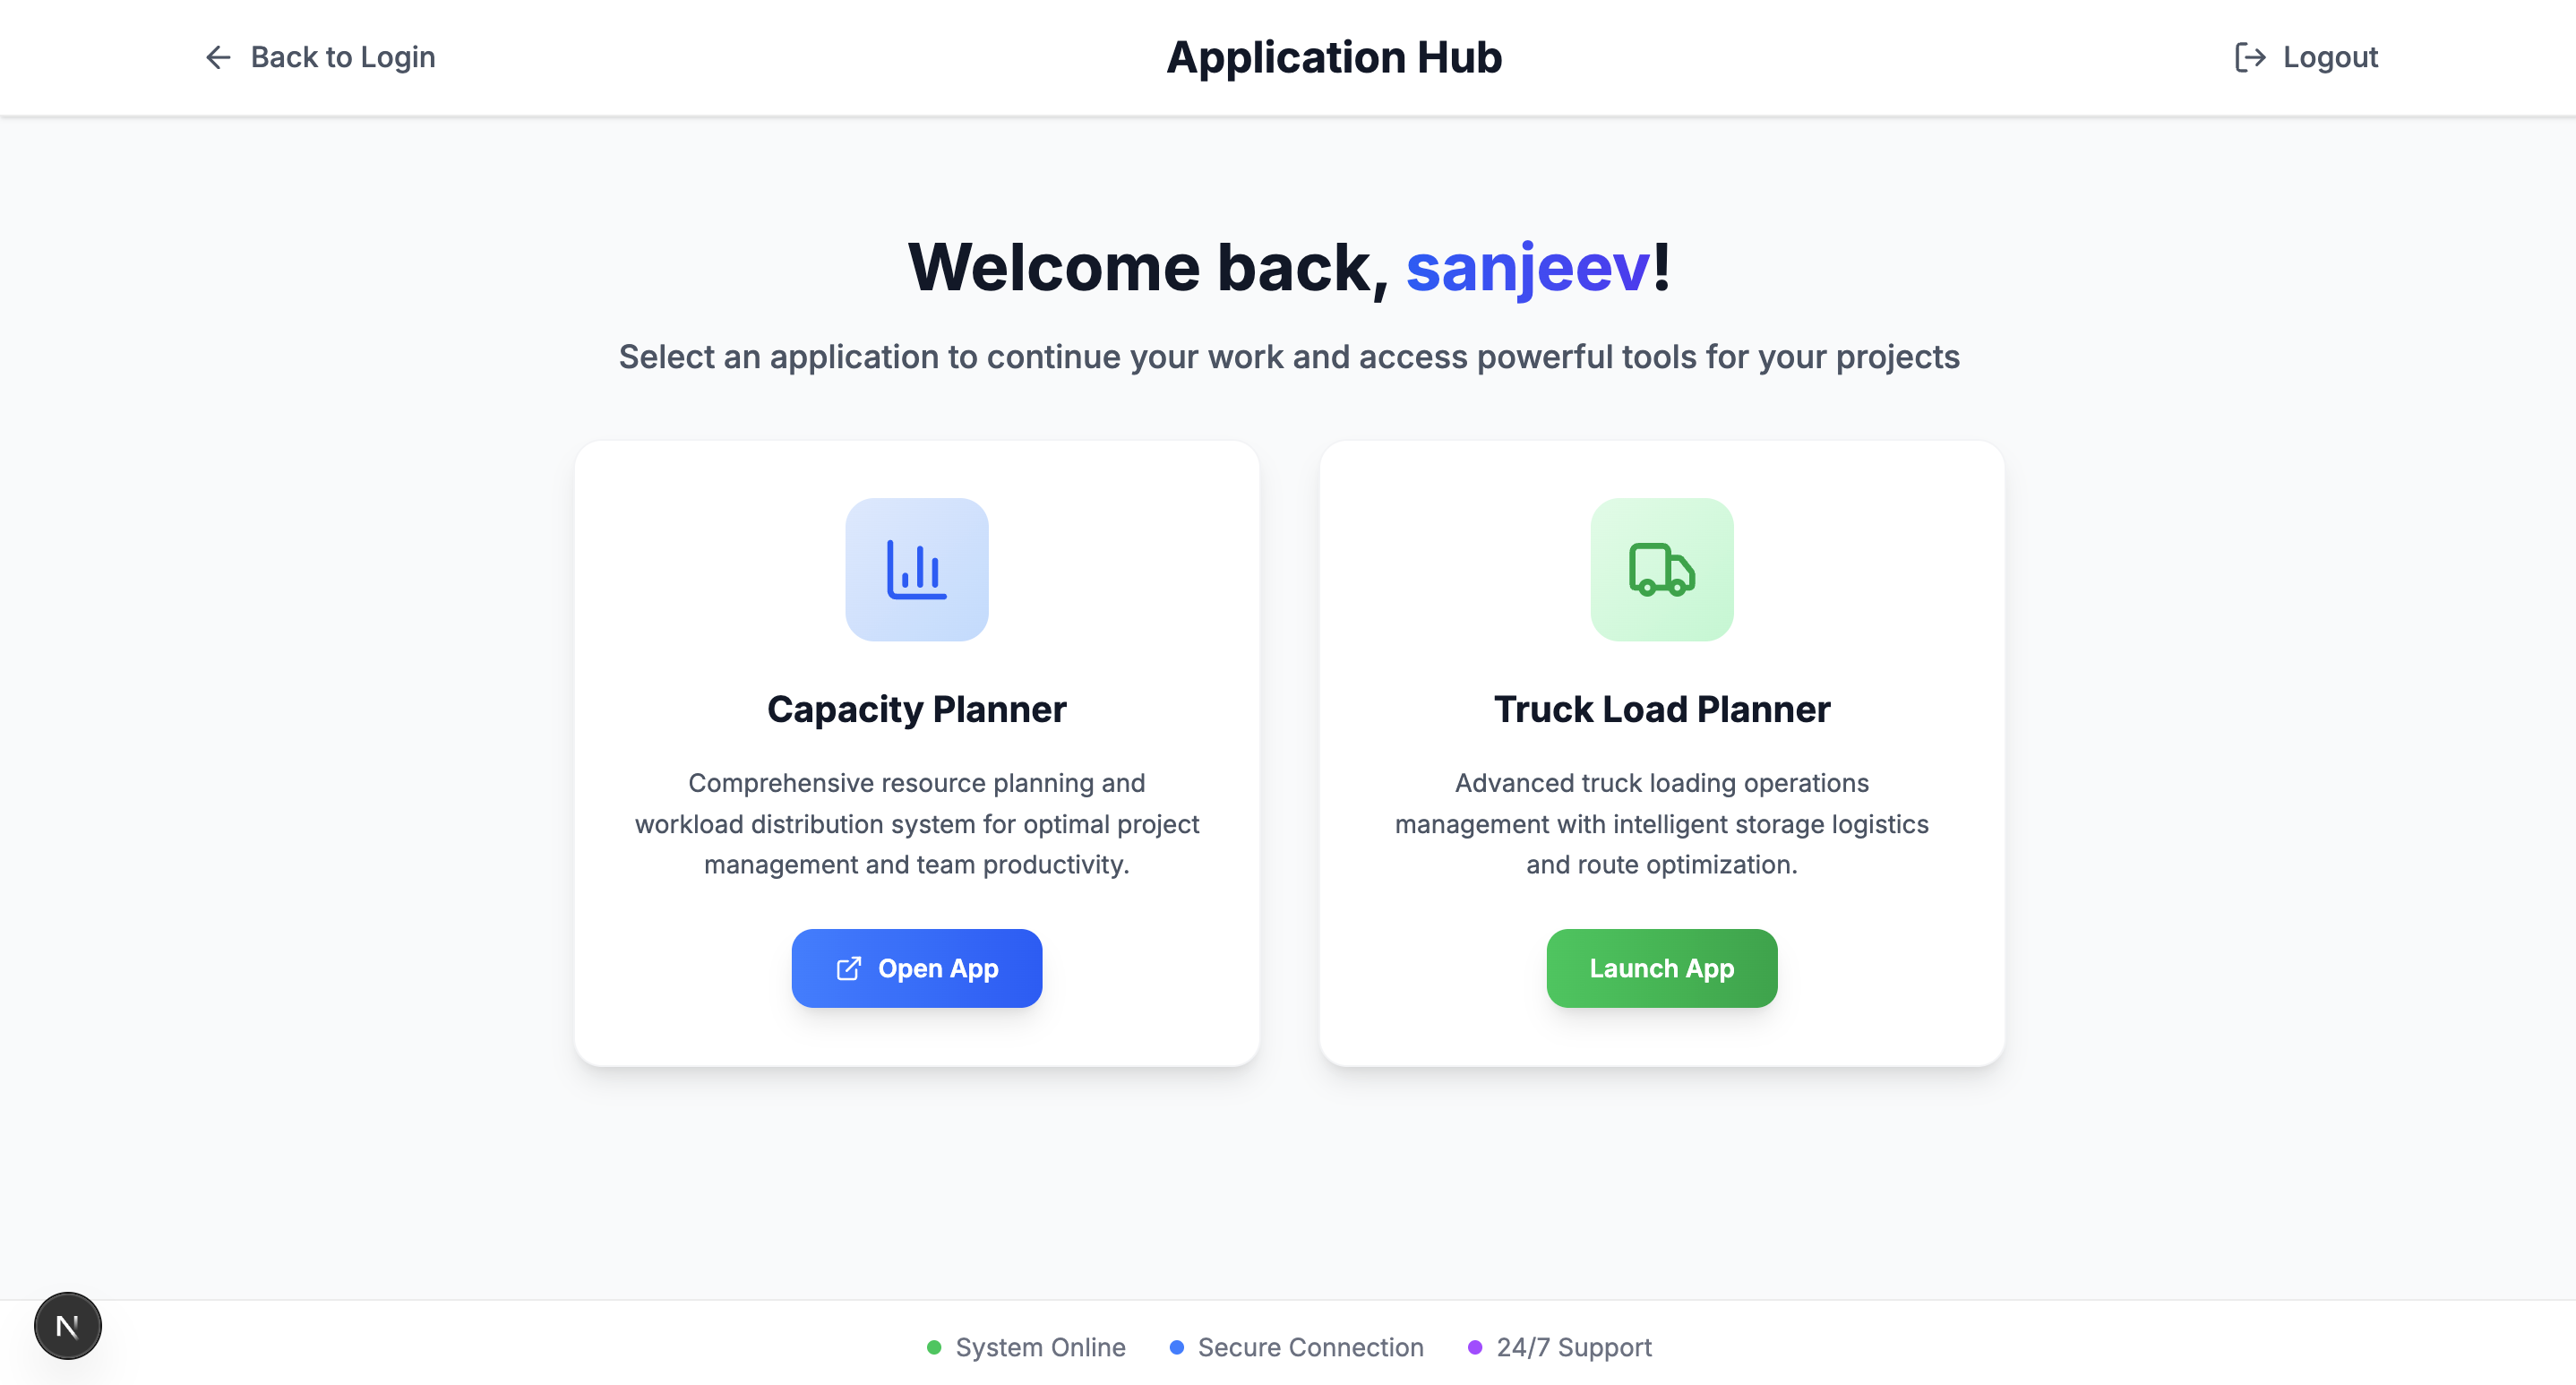 Back to Login
Application Hub
Logout
Welcome back, sanjeev!
Select an application to continue your work and access powerful tools for your projects
Capacity Planner
Comprehensive resource planning and
workload distribution system for optimal project
management and team productivity.
Open App
Truck Load Planner
Advanced truck loading operations
management with intelligent storage logistics
and route optimization.
Launch App
N
System Online
Secure Connection
24/7 Support